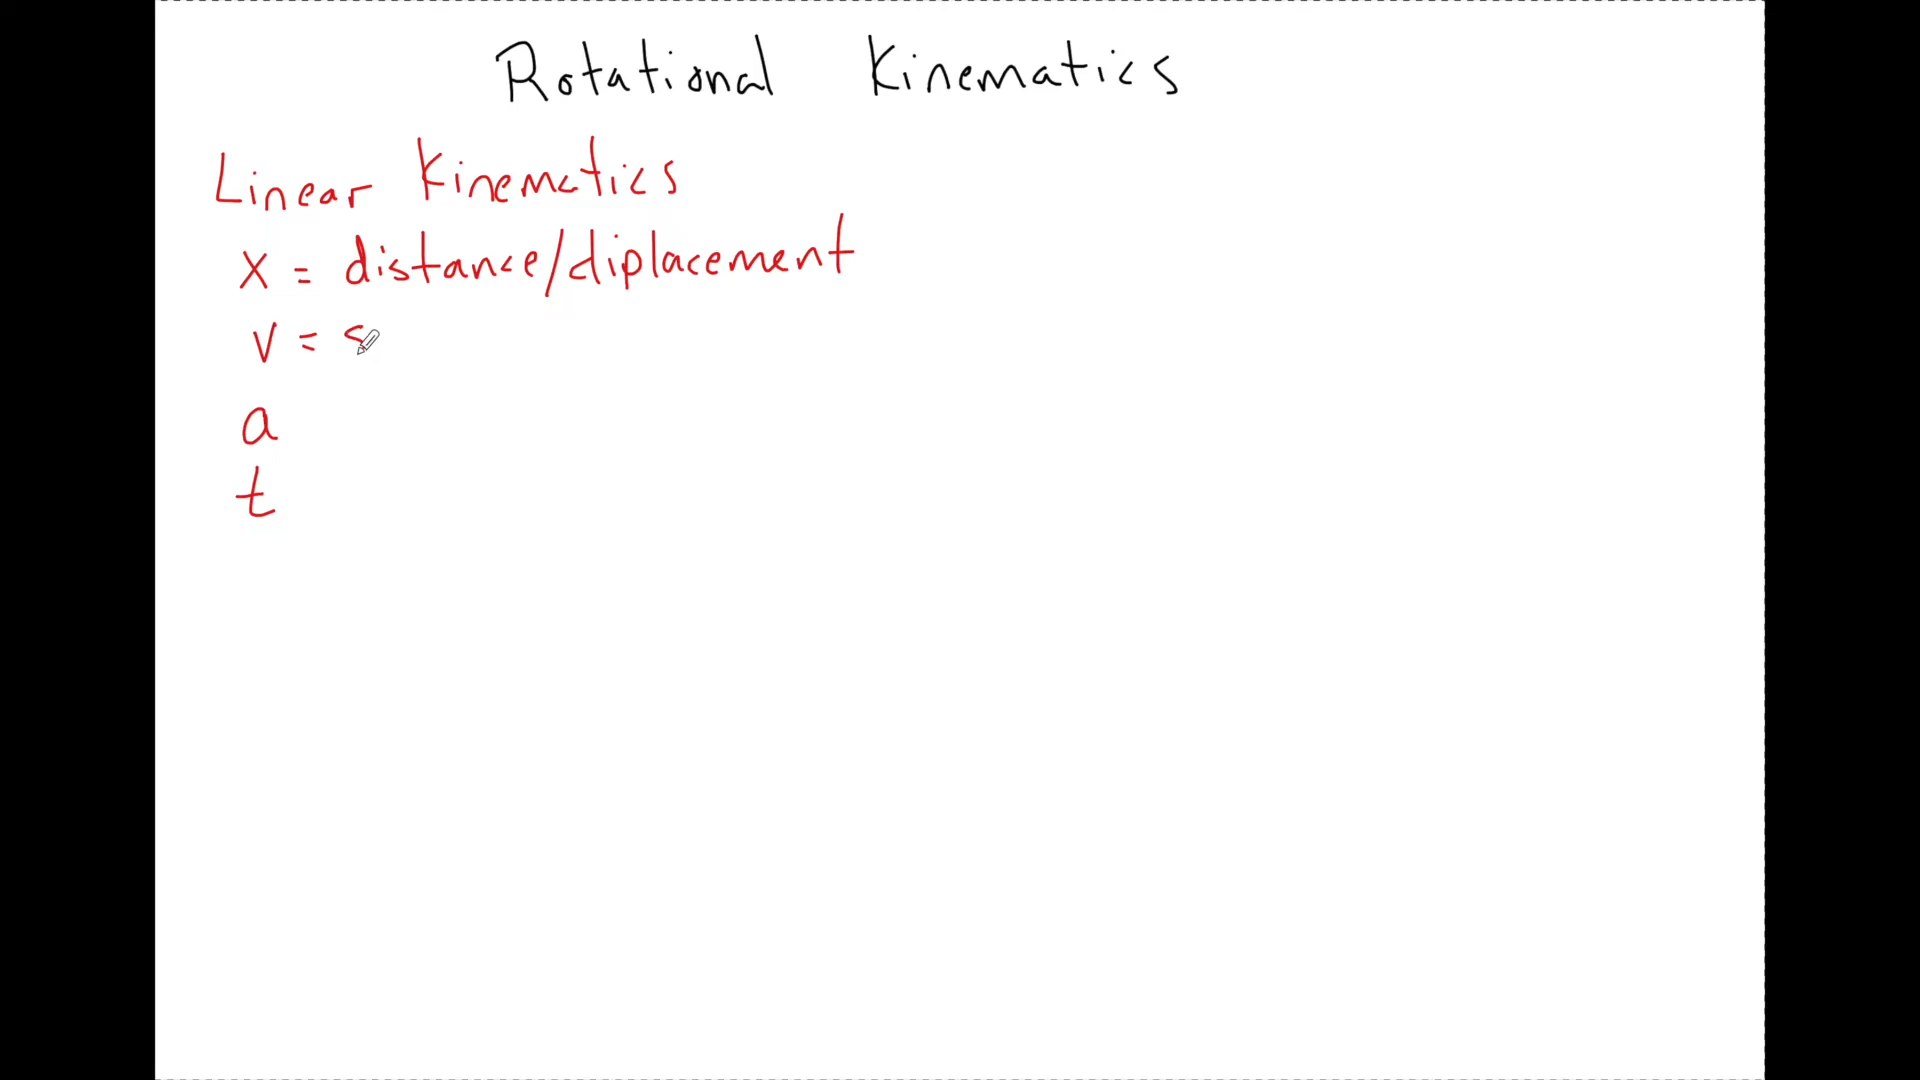 Rotational Kinematics
Linear Kinematics
x = distance/diplacement
v = s
a
t